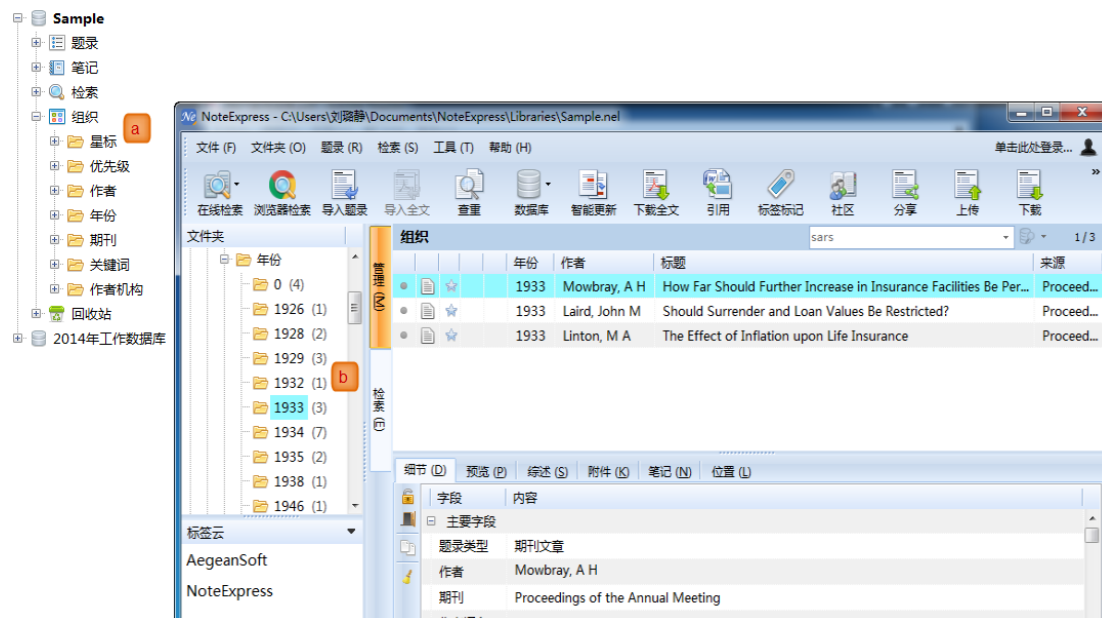 Sample
题录
笔记
检索
组织
a
星标
优先级
作者
年份
期刊
关键词
作者机构
回收站
2014年工作数据库
NoteExpress - C:\Users\刘璐静\Documents\NoteExpress\Libraries\Sample.nel
文件 (F) 文件夹 (O) 题录 (R) 检索 (S) 工具 (T) 帮助 (H) 单击此处登录...
在线检索 浏览器检索 导入题录 导入全文 查重 数据库 智能更新 下载全文 引用 标签标记 社区 分享 上传 下载
文件夹
年份
0 (4)
1926 (1)
1928 (2)
1929 (3)
1932 (1)
b
1933 (3)
1934 (7)
1935 (2)
1938 (1)
1946 (1)
标签云
AegeanSoft
NoteExpress
管理 (M)
检索 (E)
组织 sars 1/3
年份 作者 标题 来源
1933 Mowbray, A H How Far Should Further Increase in Insurance Facilities Be Per... Proceed...
1933 Laird, John M Should Surrender and Loan Values Be Restricted? Proceed...
1933 Linton, M A The Effect of Inflation upon Life Insurance Proceed...
细节 (D) 预览 (P) 综述 (S) 附件 (K) 笔记 (N) 位置 (L)
字段 内容
主要字段
题录类型 期刊文章
作者 Mowbray, A H
期刊 Proceedings of the Annual Meeting